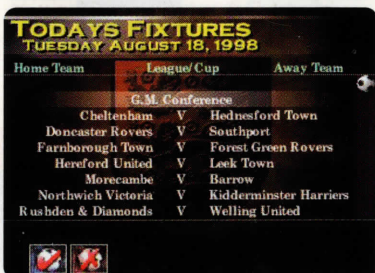 TODAYS FIXTURES
TUESDAY AUGUST 18, 1998
Home Team League/Cup Away Team
G.M. Conference
Cheltenham V Hednesford Town
Doncaster Rovers V Southport
Farnborough Town V Forest Green Rovers
Hereford United V Leek Town
Morecambe V Barrow
Northwich Victoria V Kidderminster Harriers
Rushden & Diamonds V Welling United